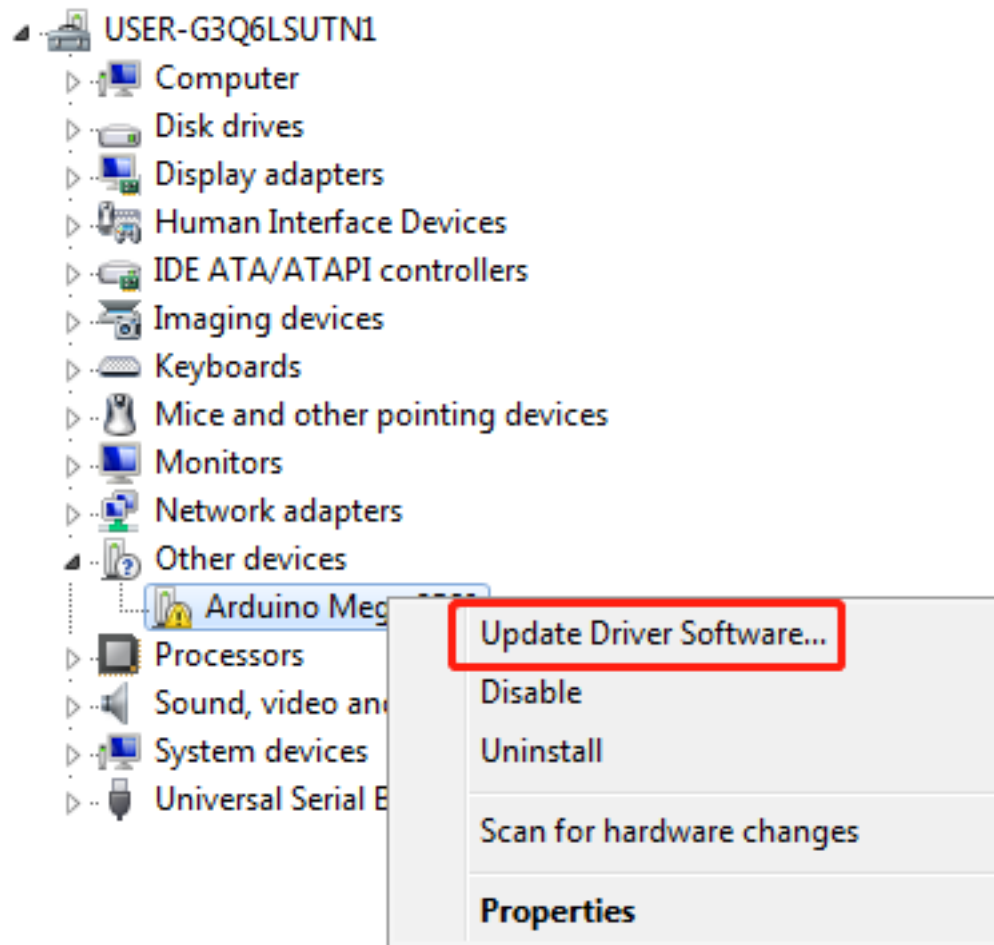 USER-G3Q6LSUTN1
Computer
Disk drives
Display adapters
Human Interface Devices
IDE ATA/ATAPI controllers
Imaging devices
Keyboards
Mice and other pointing devices
Monitors
Network adapters
Other devices
Arduino
Processors
Sound, video
System devices
Universal Serial
Update Driver Software...
Disable
Uninstall
Scan for hardware changes
Properties